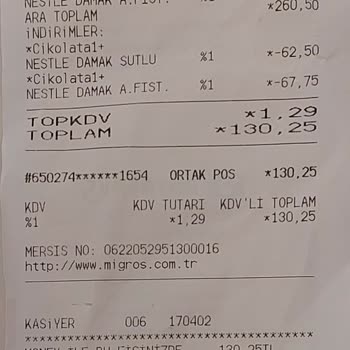 NESTLE DAMAK A.FIST. %1
ARA TOPLAM *260,50
İNDİRİMLER:
*Cikolata1+
NESTLE DAMAK SUTLU %1 *-62,50
*Cikolata1+
NESTLE DAMAK A.FIST. %1 *-67,75
TOPKDV *1,29
TOPLAM *130,25
#650274******1654 ORTAK POS *130,25
KDV KDV TUTARI KDV'LI TOPLAM
%1 *1,29 *130,25
MERSIS NO: 0622052951300016
http://www.migros.com.tr
KASİYER 006 170402
************************************